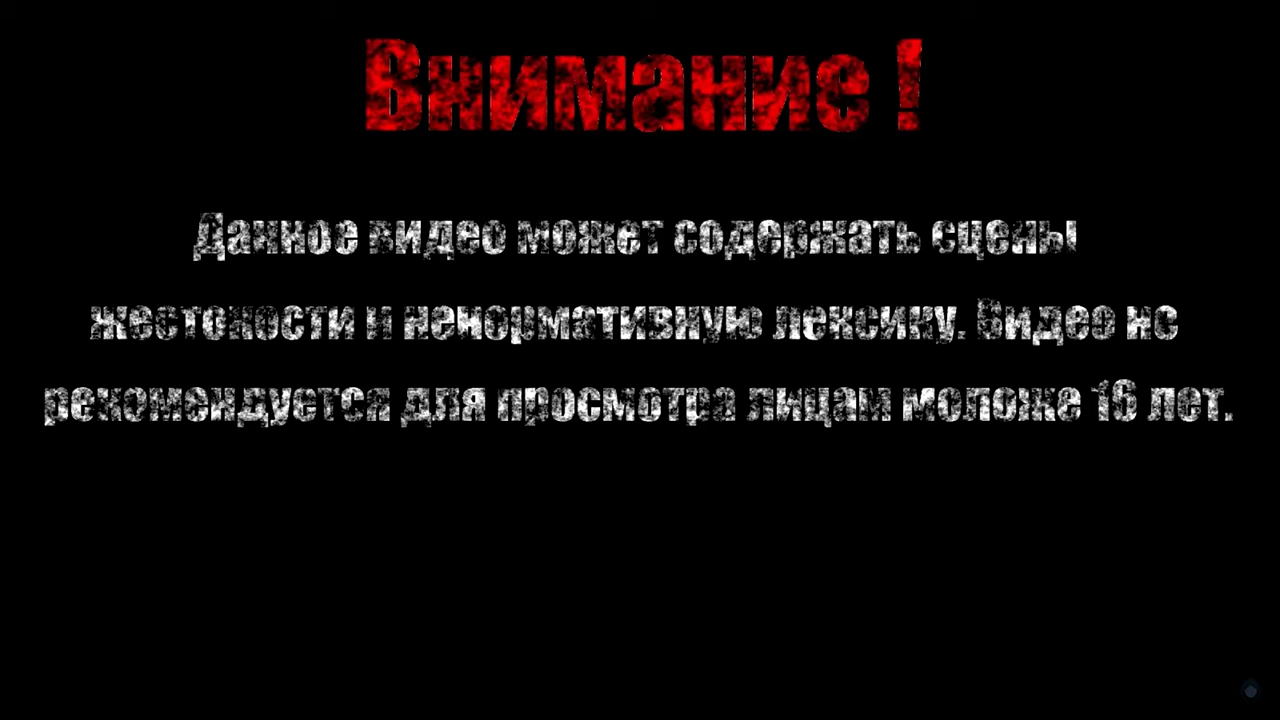 Внимание !
Данное видео может содержать сцены
жестокости и ненормативную лексику. Видео не
рекомендуется для просмотра лицам моложе 16 лет.